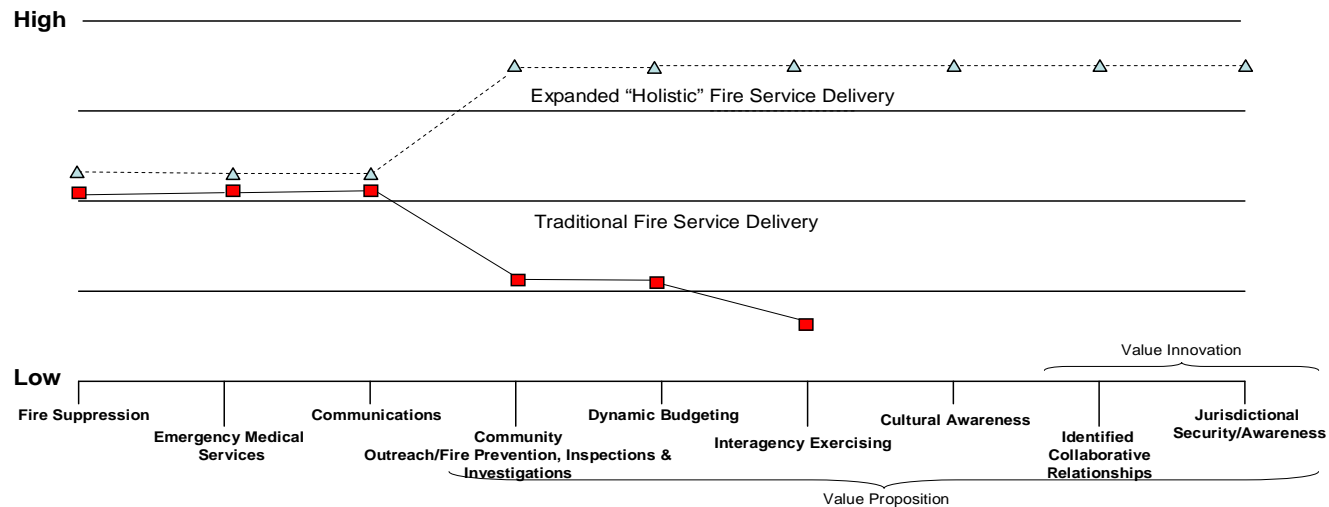 High
Expanded “Holistic” Fire Service Delivery
Traditional Fire Service Delivery
Value Innovation
Low
Fire Suppression
Emergency Medical
Services
Communications
Community
Outreach/Fire Prevention, Inspections &
Investigations
Dynamic Budgeting
Interagency Exercising
Cultural Awareness
Identified
Collaborative
Relationships
Jurisdictional
Security/Awareness
Value Proposition